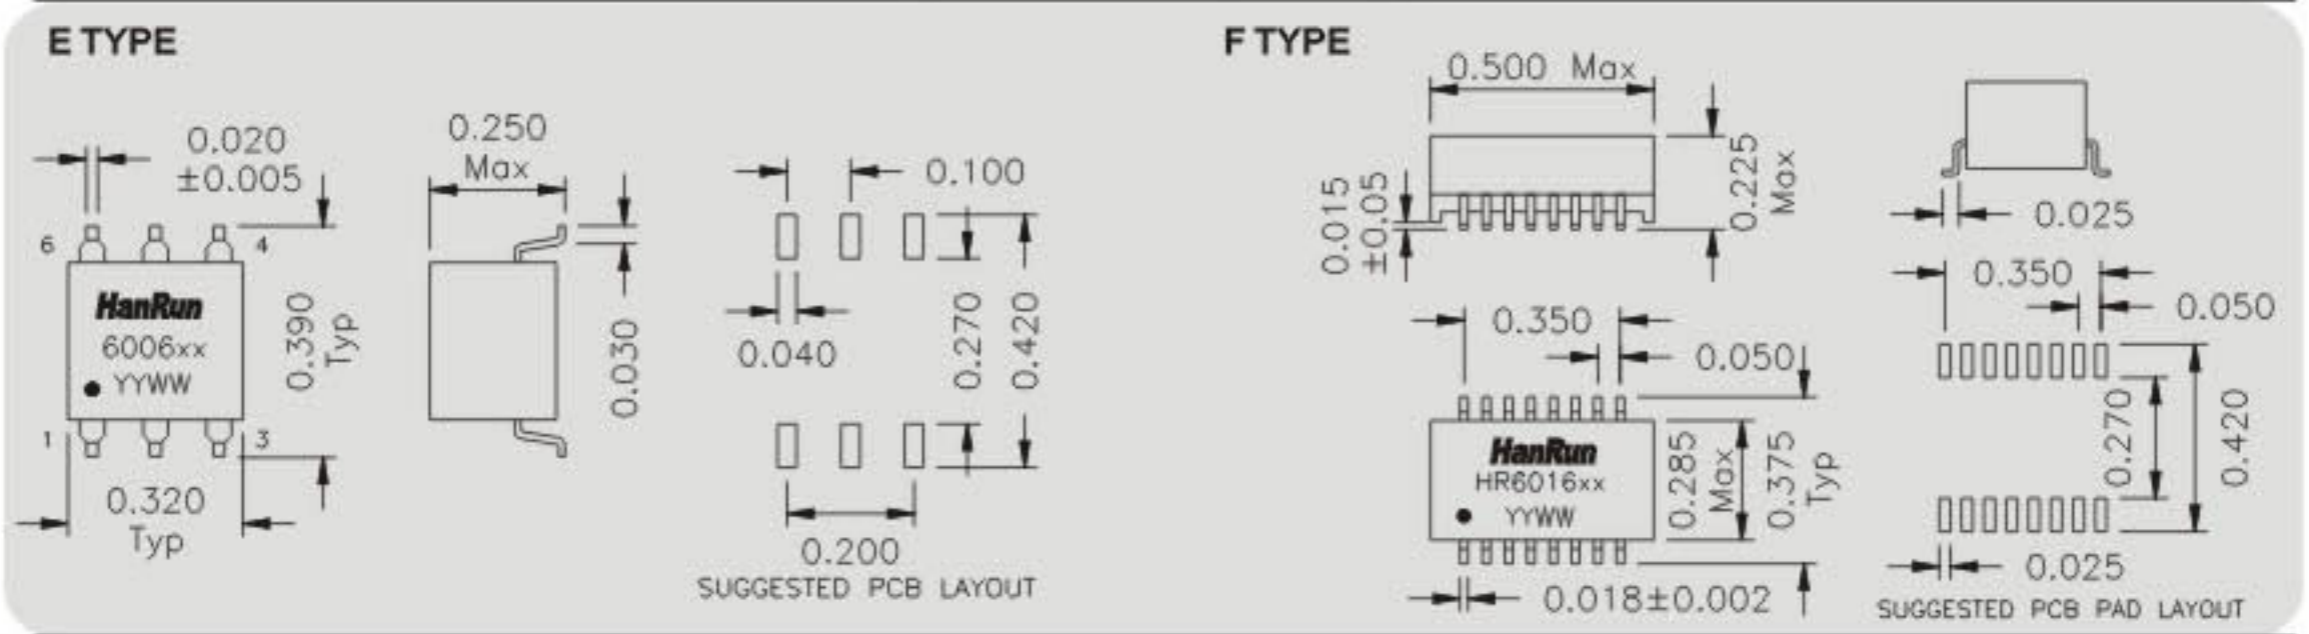 E TYPE
0.020
±0.005
6
4
HanRun
6006xx
YYWW
1
3
0.390
Typ
0.320
Typ
0.250
Max
0.030
0.100
0.040
0.270
0.420
0.200
SUGGESTED PCB LAYOUT
F TYPE
0.500 Max
0.015
±0.05
0.225
Max
0.350
0.050
HanRun
HR6016xx
YYWW
0.285
Max
0.375
Typ
0.018±0.002
0.025
0.350
0.050
0.270
0.420
0.025
SUGGESTED PCB PAD LAYOUT